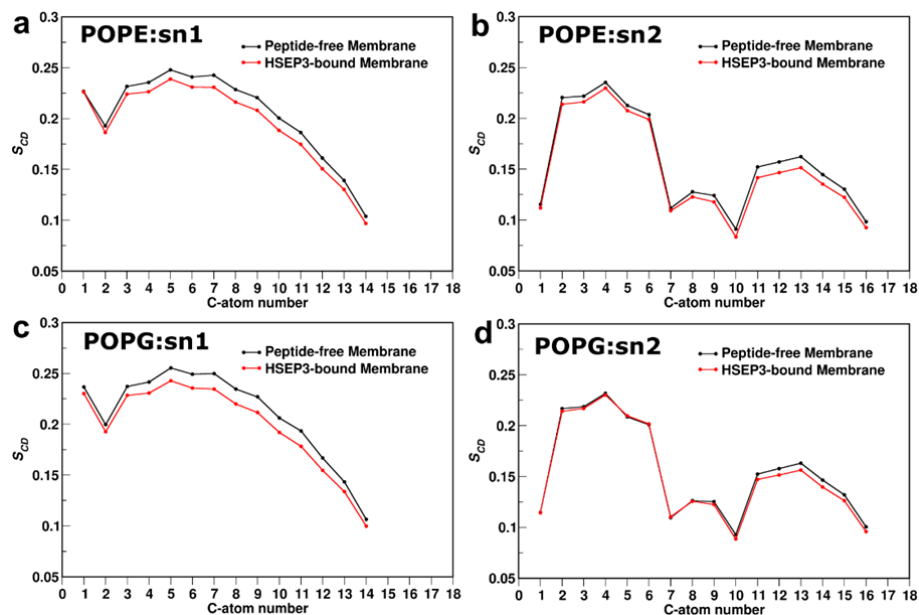 a
POPE:sn1
Peptide-free Membrane
HSEP3-bound Membrane
0.3
0.25
0.2
0.15
0.1
0.05
S_CD
0 1 2 3 4 5 6 7 8 9 10 11 12 13 14 15 16 17 18
C-atom number
b
POPE:sn2
Peptide-free Membrane
HSEP3-bound Membrane
0.3
0.25
0.2
0.15
0.1
0.05
S_CD
0 1 2 3 4 5 6 7 8 9 10 11 12 13 14 15 16 17 18
C-atom number
c
POPG:sn1
Peptide-free Membrane
HSEP3-bound Membrane
0.3
0.25
0.2
0.15
0.1
0.05
S_CD
0 1 2 3 4 5 6 7 8 9 10 11 12 13 14 15 16 17 18
C-atom number
d
POPG:sn2
Peptide-free Membrane
HSEP3-bound Membrane
0.3
0.25
0.2
0.15
0.1
0.05
S_CD
0 1 2 3 4 5 6 7 8 9 10 11 12 13 14 15 16 17 18
C-atom number